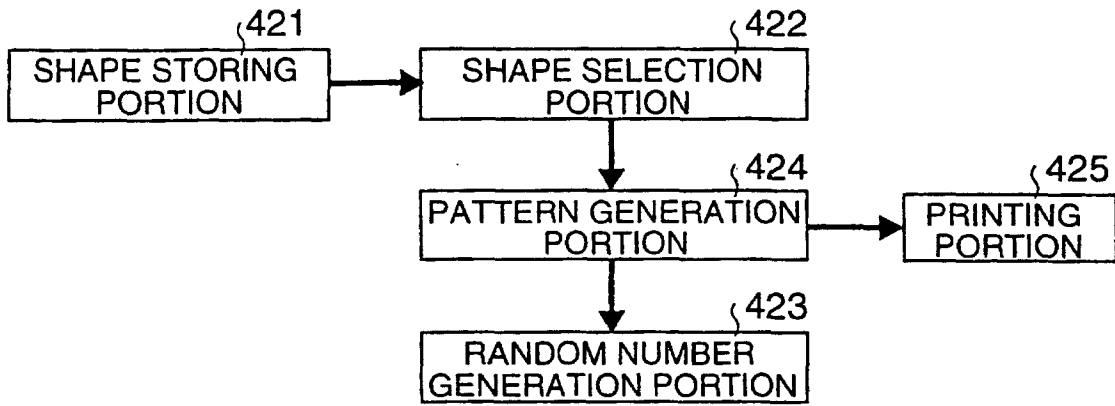 421
SHAPE STORING
PORTION
422
SHAPE SELECTION
PORTION
424
PATTERN GENERATION
PORTION
425
PRINTING
PORTION
423
RANDOM NUMBER
GENERATION PORTION